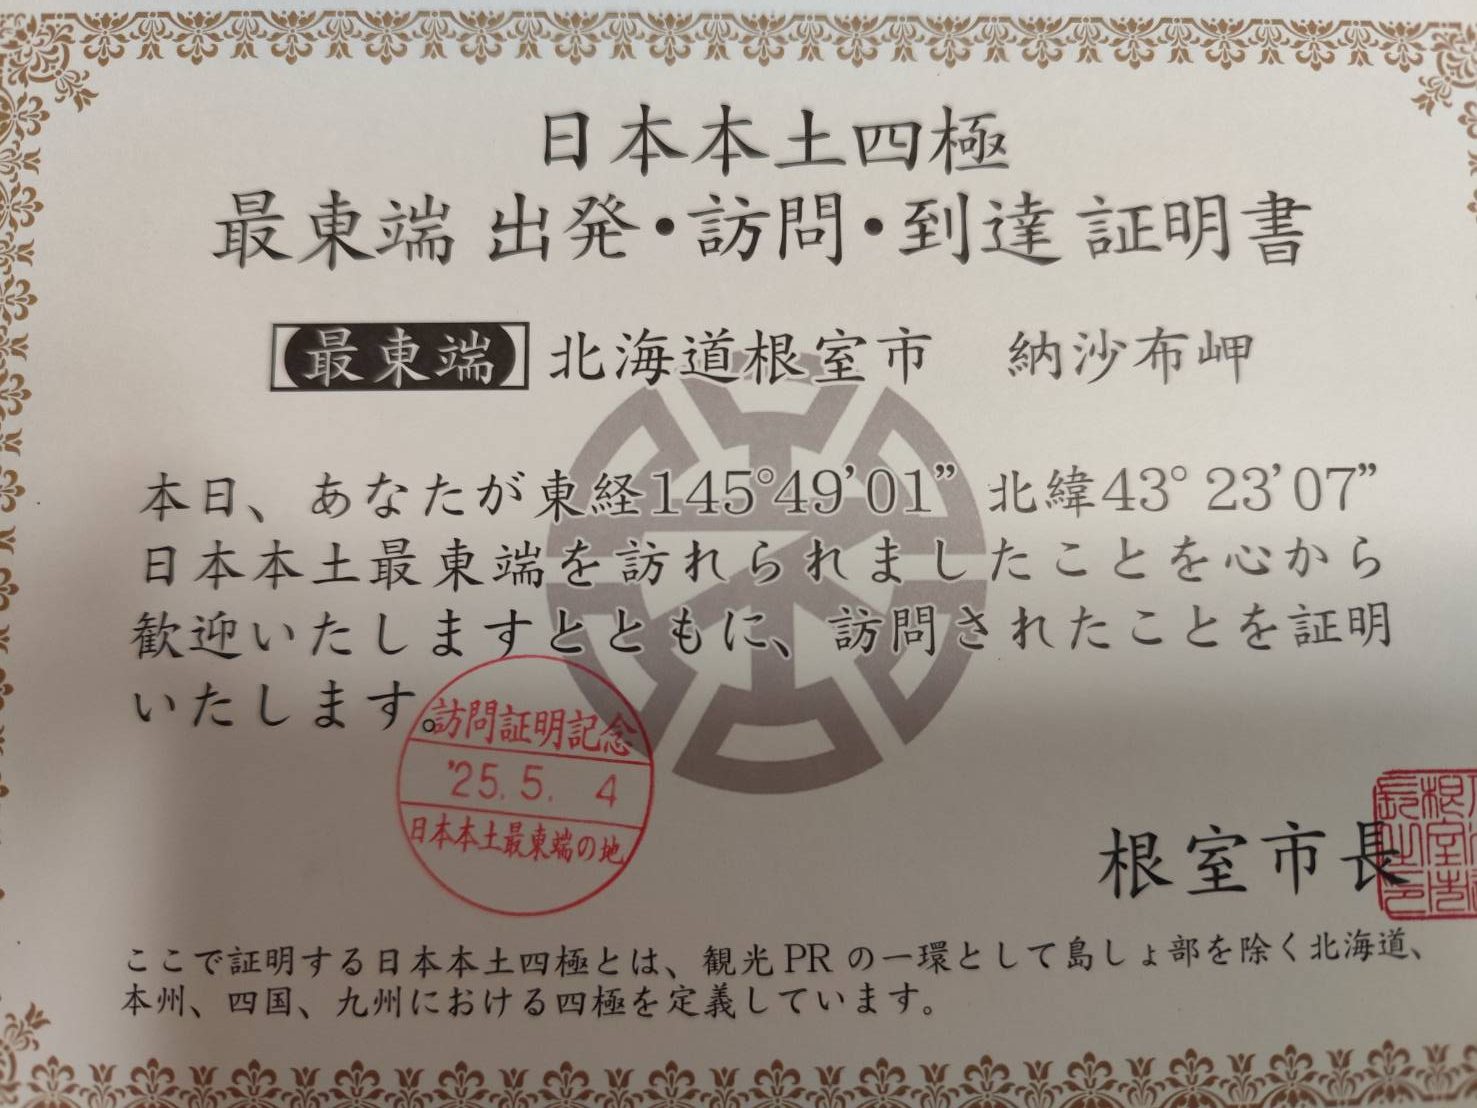 日本本土四極
最東端 出発・訪問・到達 証明書
最東端 北海道根室市　納沙布岬
本日、あなたが東経145°49’01” 北緯43°23’07”
日本本土最東端を訪れられましたことを心から
歓迎いたしますとともに、訪問されたことを証明
いたします。
訪問証明記念
'25.5.4
日本本土最東端の地
根室市長
ここで証明する日本本土四極とは、観光PRの一環として島しょ部を除く北海道、
本州、四国、九州における四極を定義しています。